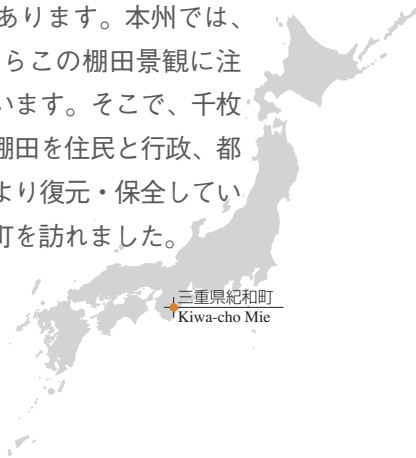 あります。本州では、
らこの棚田景観に注
います。そこで、千枚
棚田を住民と行政、都
より復元・保全してい
町を訪れました。
三重県紀和町
Kiwa-cho Mie